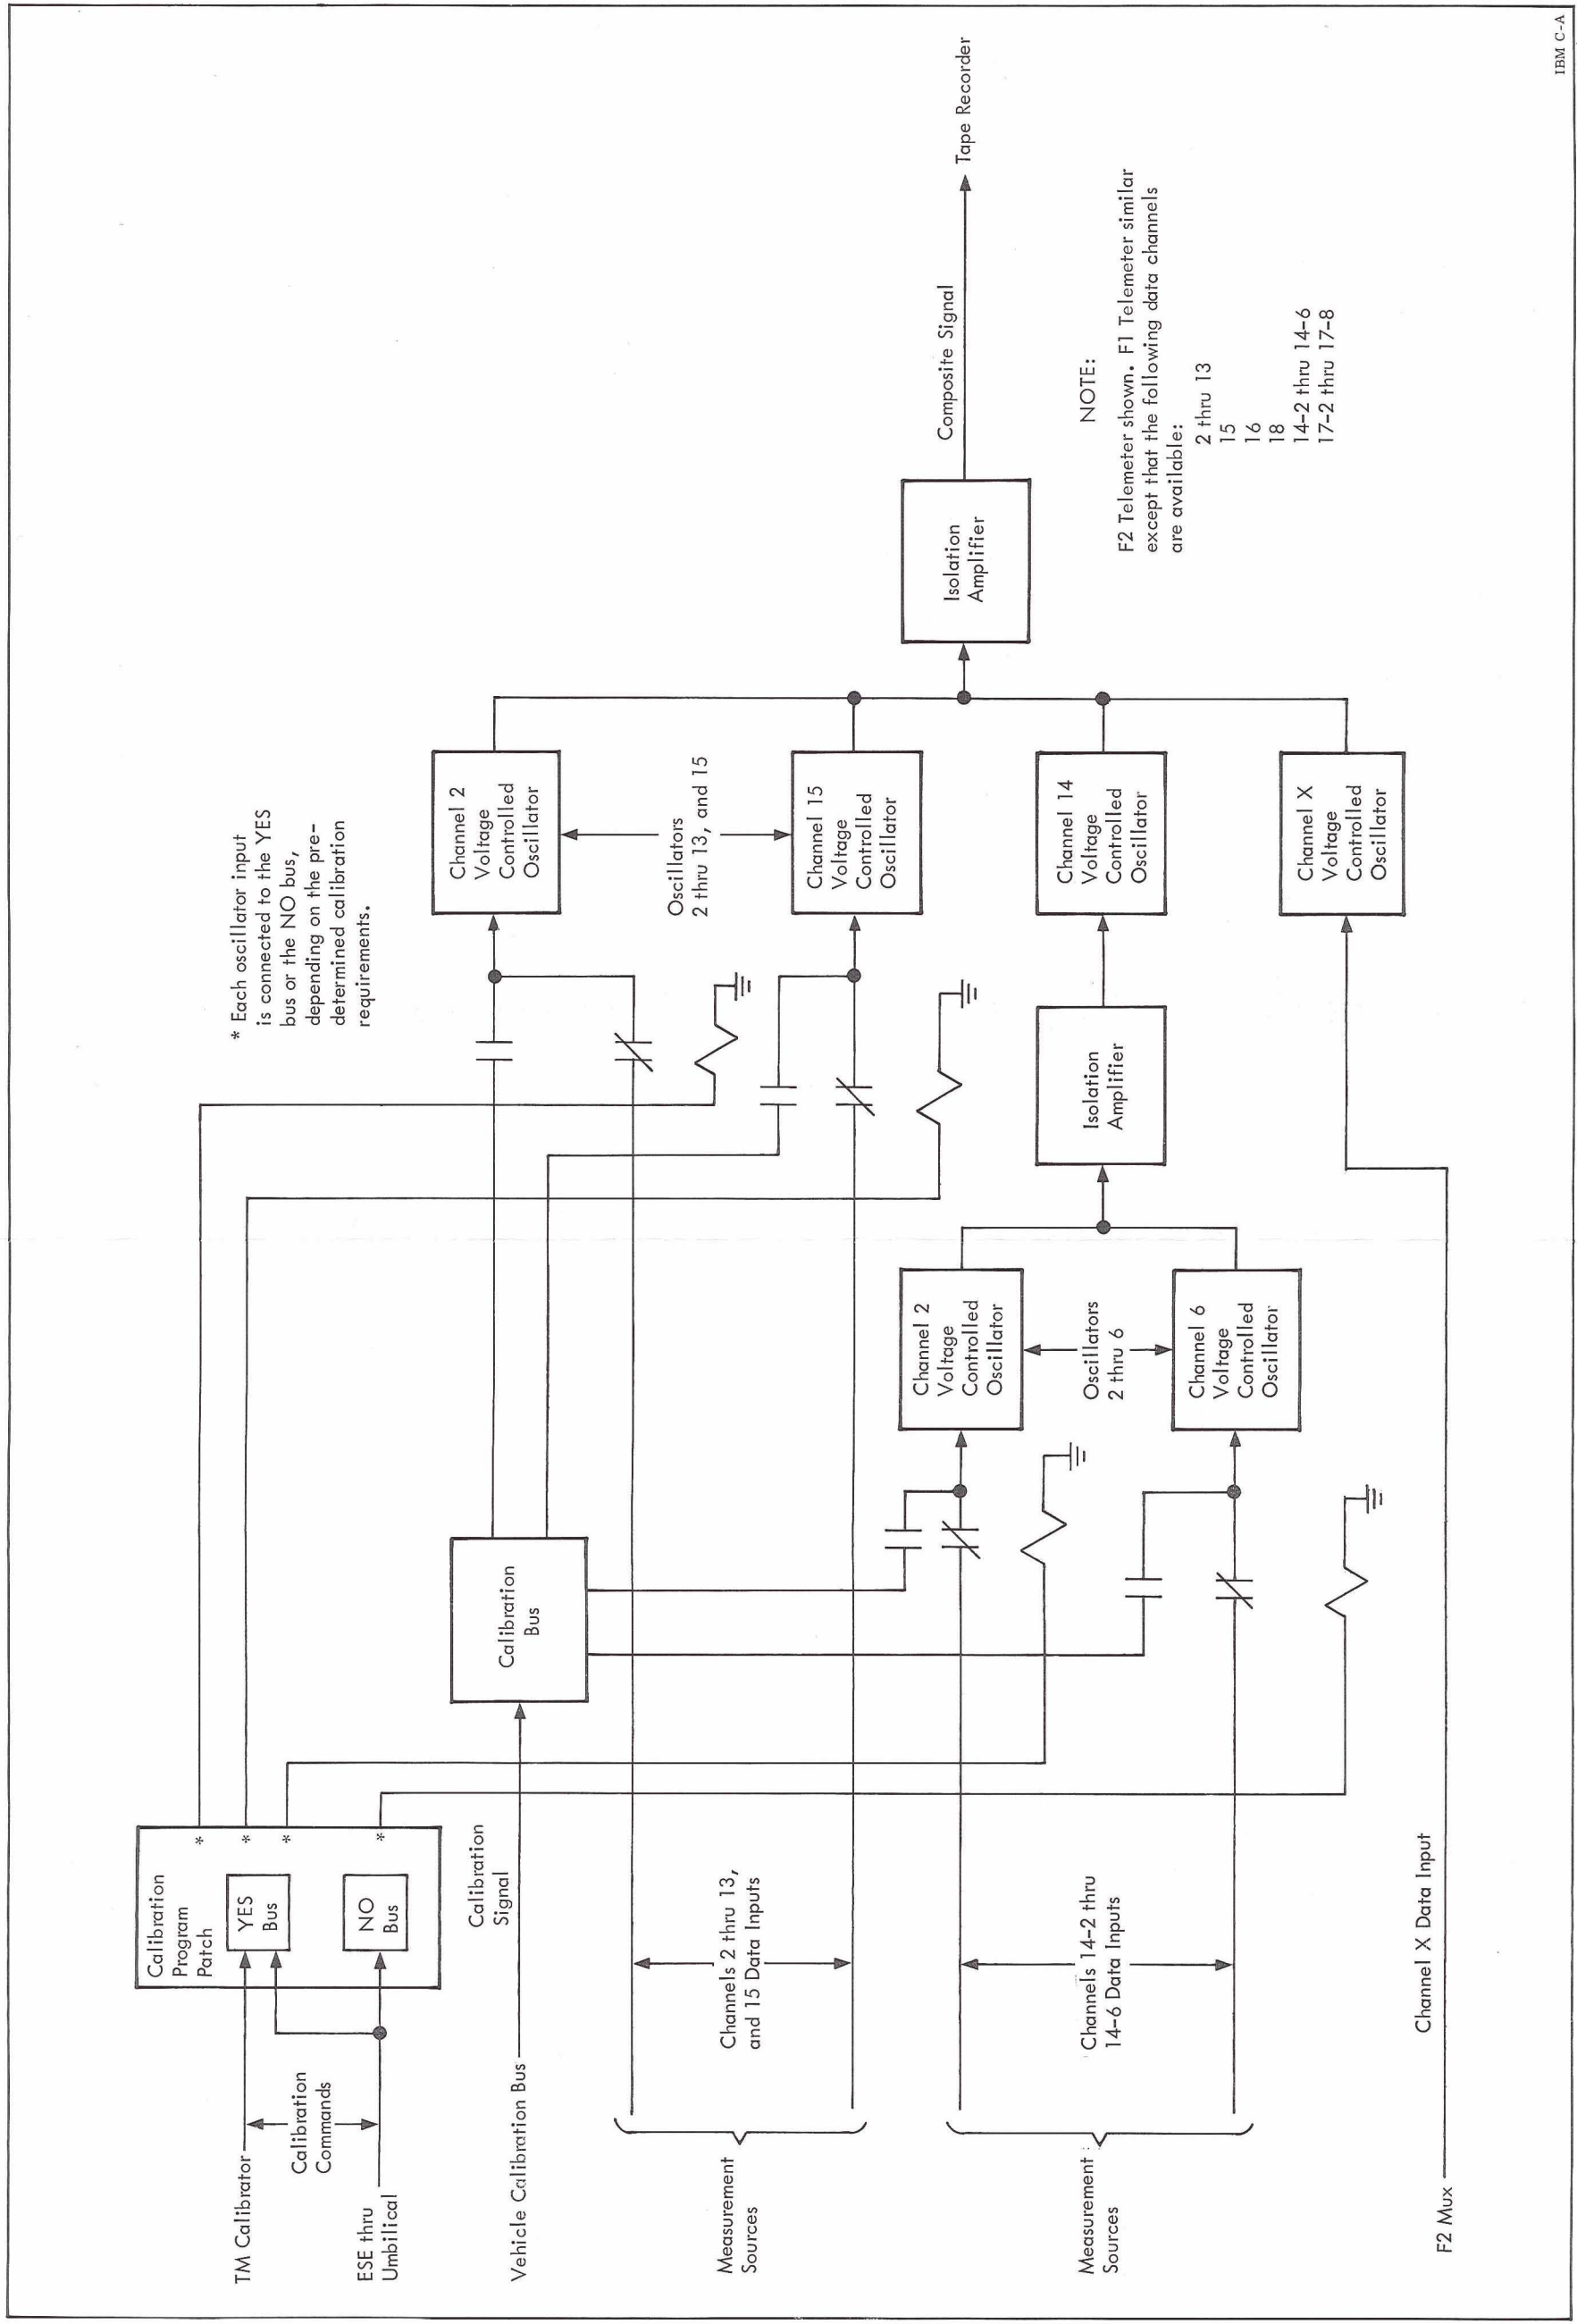 TM Calibrator
Calibration
Commands
ESE thru
Umbilical
Calibration
Program
Patch
YES
Bus
NO
Bus
*
*
*
*
* Each oscillator input
is connected to the YES
bus or the NO bus,
depending on the pre-
determined calibration
requirements.
Vehicle Calibration Bus
Calibration
Signal
Calibration
Bus
Channel 2
Voltage
Controlled
Oscillator
Oscillators
2 thru 13, and 15
Channel 15
Voltage
Controlled
Oscillator
Measurement
Sources
Channels 2 thru 13,
and 15 Data Inputs
Isolation
Amplifier
Composite Signal
Tape Recorder
Measurement
Sources
Channels 14-2 thru
14-6 Data Inputs
Channel 2
Voltage
Controlled
Oscillator
Oscillators
2 thru 6
Channel 6
Voltage
Controlled
Oscillator
Isolation
Amplifier
Channel 14
Voltage
Controlled
Oscillator
Channel X
Voltage
Controlled
Oscillator
F2 Mux
Channel X Data Input
NOTE:
F2 Telemeter shown. F1 Telemeter similar
except that the following data channels
are available:
2 thru 13
15
16
18
14-2 thru 14-6
17-2 thru 17-8
IBM C-A